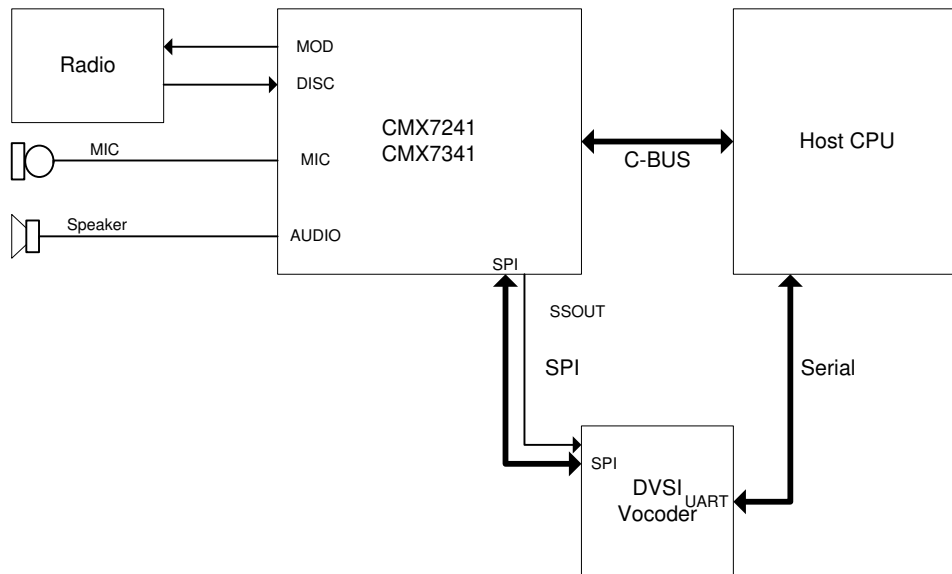 Radio
MOD
DISC
CMX7241
CMX7341
Host CPU
C-BUS
MIC
MIC
Speaker
AUDIO
SPI
SSOUT
SPI
Serial
SPI
DVSI
Vocoder
UART